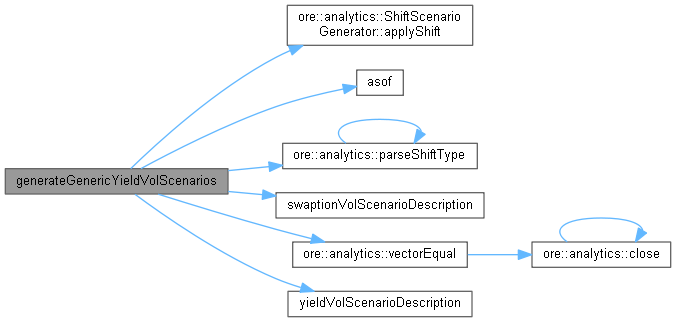 ore::analytics::ShiftScenario
Generator::applyShift
asof
ore::analytics::parseShiftType
generateGenericYieldVolScenarios
swaptionVolScenarioDescription
ore::analytics::vectorEqual
ore::analytics::close
yieldVolScenarioDescription